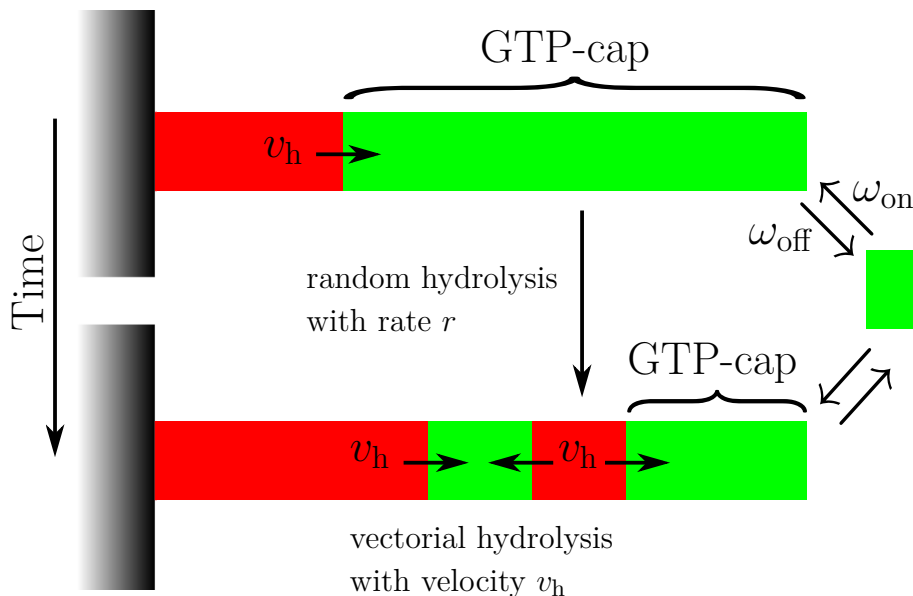 GTP-cap
v_h
ω_on
ω_off
Time
random hydrolysis
with rate r
GTP-cap
v_h
v_h
vectorial hydrolysis
with velocity v_h